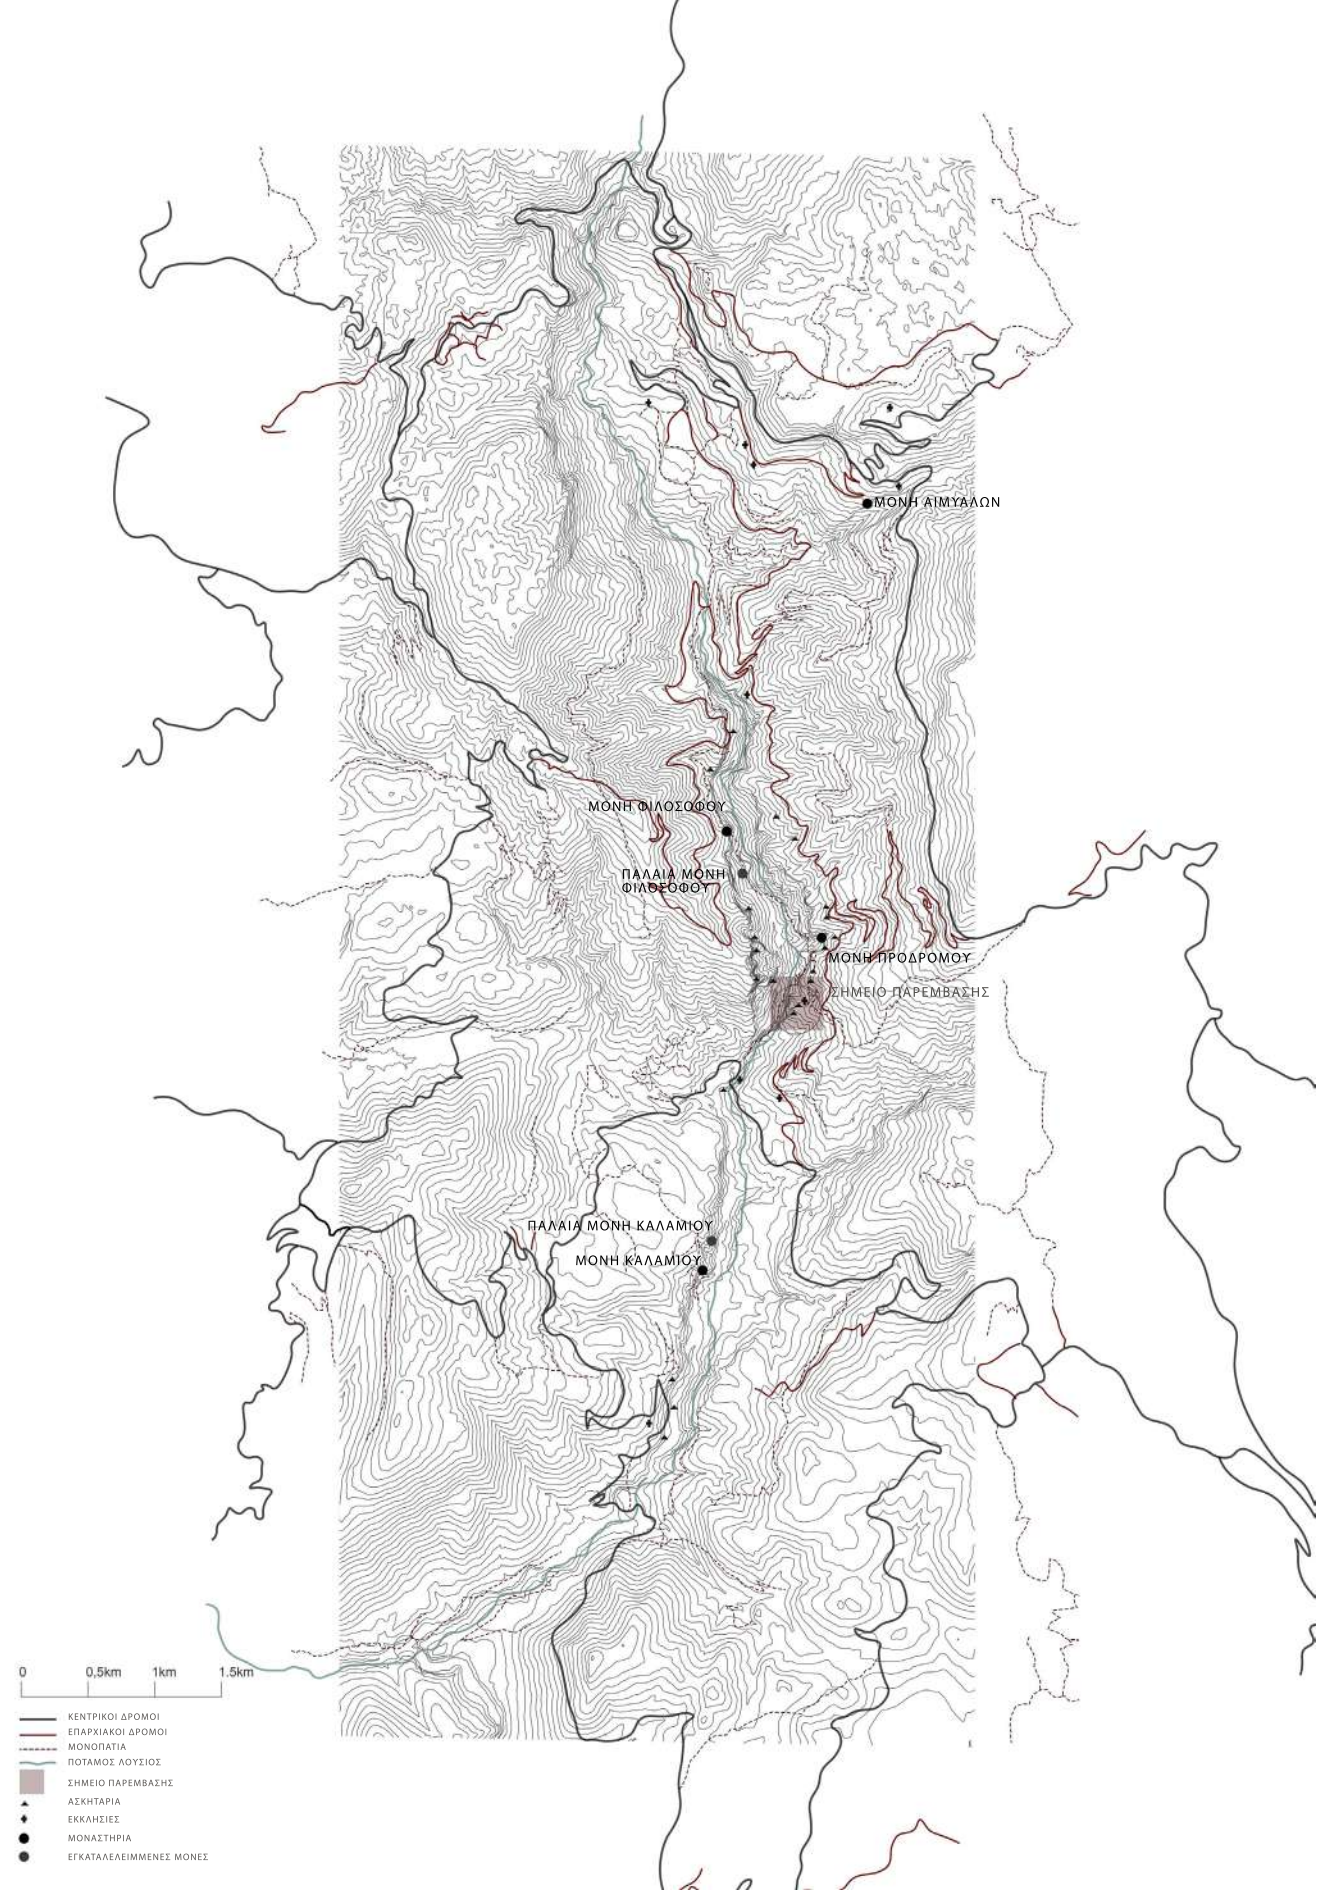 ΜΟΝΗ ΑΙΜΥΑΛΩΝ
ΜΟΝΗ ΦΙΛΟΣΟΦΟΥ
ΠΑΛΑΙΑ ΜΟΝΗ
ΦΙΛΟΣΟΦΟΥ
ΜΟΝΗ ΠΡΟΔΡΟΜΟΥ
ΣΗΜΕΙΟ ΠΑΡΕΜΒΑΣΗΣ
ΠΑΛΑΙΑ ΜΟΝΗ ΚΑΛΑΜΙΟΥ
ΜΟΝΗ ΚΑΛΑΜΙΟΥ
0 0,5km 1km 1.5km
ΚΕΝΤΡΙΚΟΙ ΔΡΟΜΟΙ
ΕΠΑΡΧΙΑΚΟΙ ΔΡΟΜΟΙ
ΜΟΝΟΠΑΤΙΑ
ΠΟΤΑΜΟΣ ΛΟΥΣΙΟΣ
ΣΗΜΕΙΟ ΠΑΡΕΜΒΑΣΗΣ
ΑΣΚΗΤΑΡΙΑ
ΕΚΚΛΗΣΙΕΣ
ΜΟΝΑΣΤΗΡΙΑ
ΕΓΚΑΤΑΛΕΛΕΙΜΜΕΝΕΣ ΜΟΝΕΣ